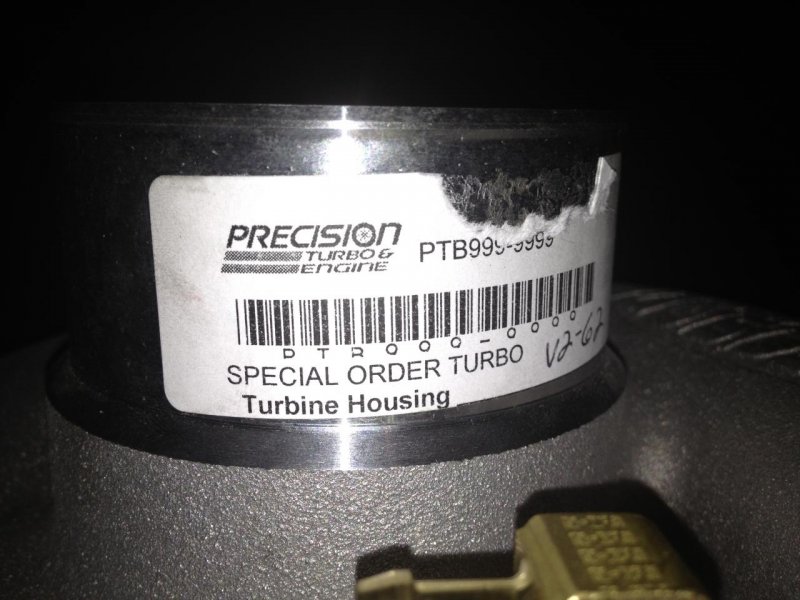 PRECISION
TURBO &
ENGINE
PTB999-9999
SPECIAL ORDER TURBO
V2-62
Turbine Housing